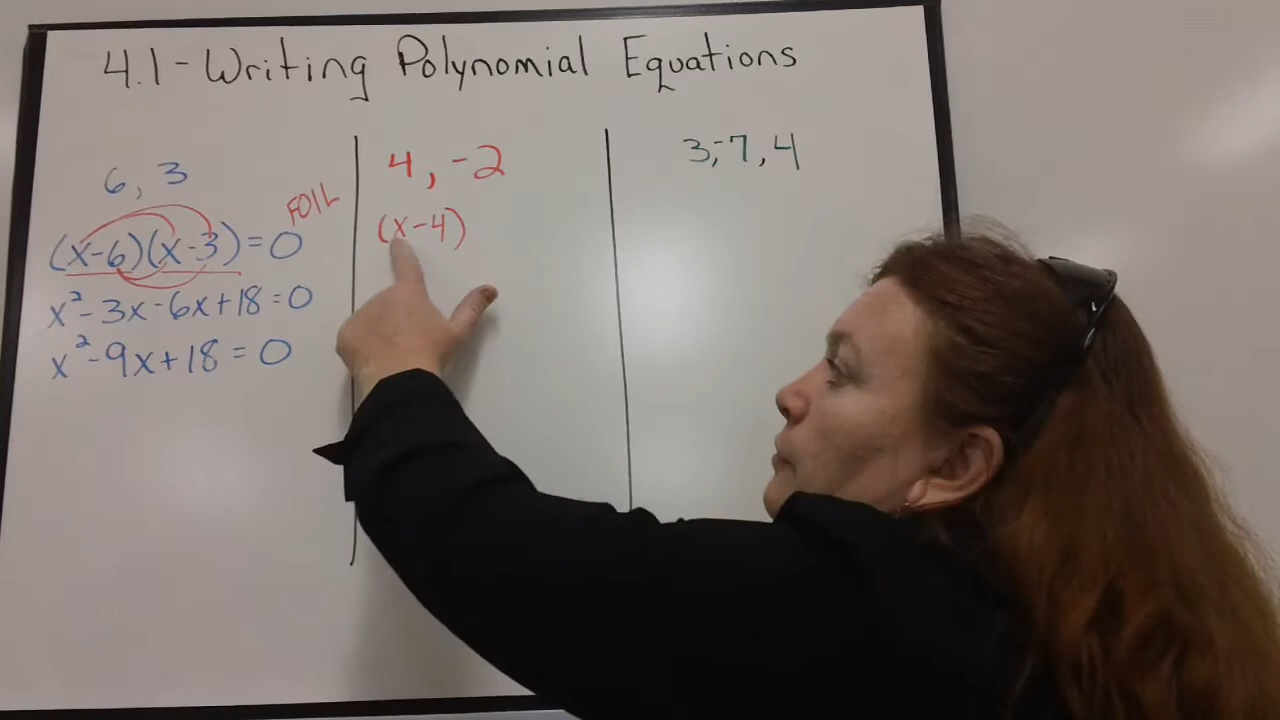 4.1-Writing Polynomial Equations
6, 3
FOIL
(x-6)(x-3)=0
x²-3x-6x+18=0
x²-9x+18=0
4, -2
(x-4)
3,-7,4